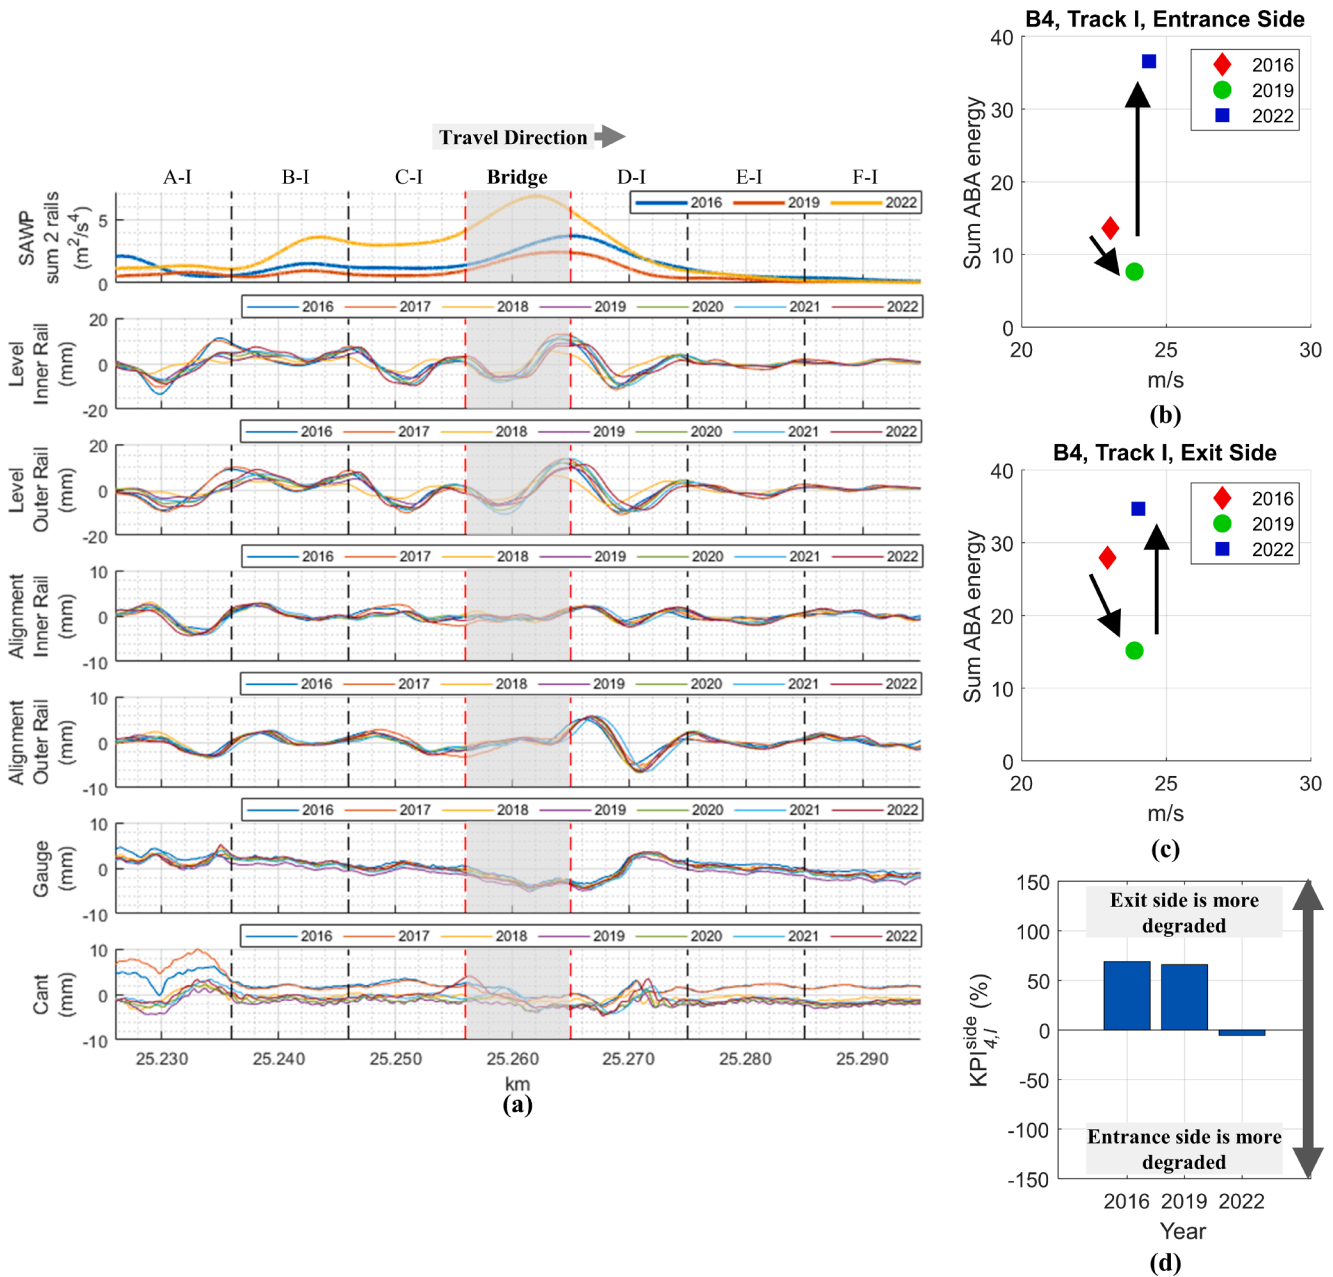 Travel Direction
A-I B-I C-I Bridge D-I E-I F-I
SAWP
sum 2 rails
(m²/s⁴)
5
0
2016 2019 2022
2016 2017 2018 2019 2020 2021 2022
Level
Inner Rail
(mm)
20
0
-20
2016 2017 2018 2019 2020 2021 2022
Level
Outer Rail
(mm)
20
0
-20
2016 2017 2018 2019 2020 2021 2022
Alignment
Inner Rail
(mm)
10
0
-10
2016 2017 2018 2019 2020 2021 2022
Alignment
Outer Rail
(mm)
10
0
-10
2016 2017 2018 2019 2020 2021 2022
Gauge
(mm)
10
0
-10
2016 2017 2018 2019 2020 2021 2022
Cant
(mm)
10
0
-10
25.230 25.240 25.250 25.260 25.270 25.280 25.290
km
(a)
B4, Track I, Entrance Side
Sum ABA energy
40
30
20
10
0
2016
2019
2022
20 25 30
m/s
(b)
B4, Track I, Exit Side
Sum ABA energy
40
30
20
10
0
2016
2019
2022
20 25 30
m/s
(c)
KPI^side_4,I (%)
150
100
50
0
-50
-100
-150
Exit side is more
degraded
Entrance side is more
degraded
2016 2019 2022
Year
(d)